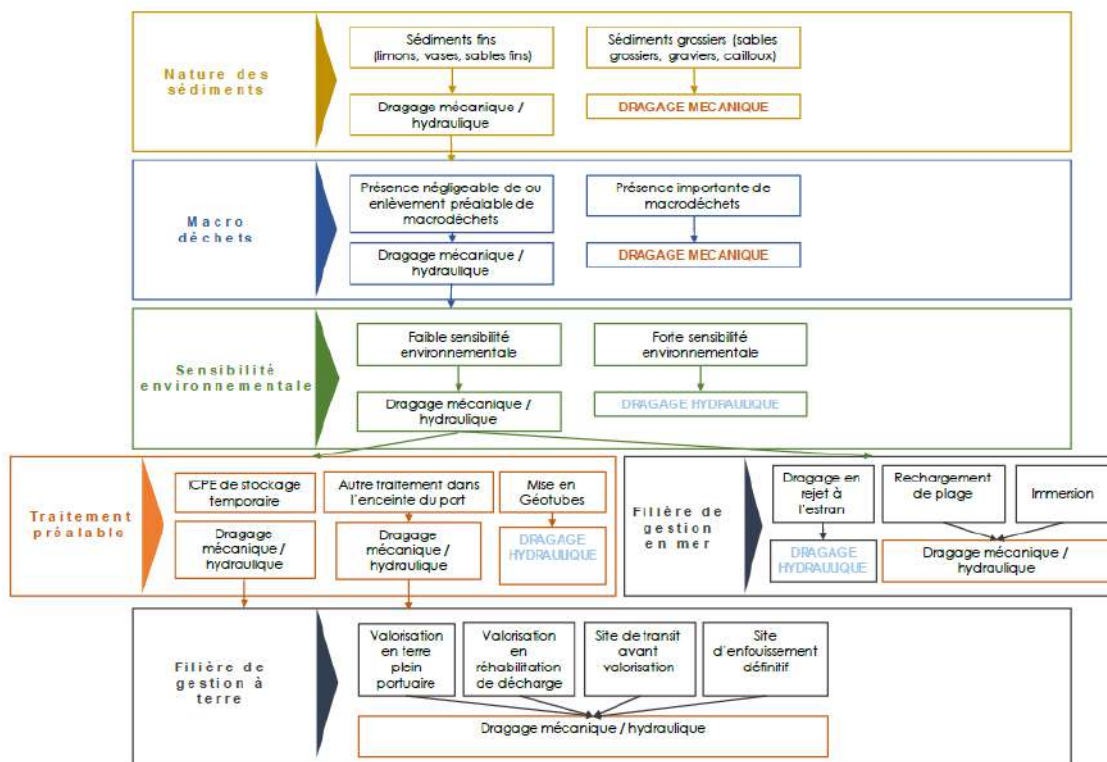 Nature des
sédiments
Sédiments fins
(limons, vases, sables fins)
Sédiments grossiers (sables
grossiers, graviers, cailloux)
Dragage mécanique /
hydraulique
DRAGAGE MECANIQUE
Macro
déchets
Présence négligeable de ou
enlèvement préalable de
macrodéchets
Présence importante de
macrodéchets
Dragage mécanique /
hydraulique
DRAGAGE MECANIQUE
Sensibilité
environnementale
Faible sensibilité
environnementale
Forte sensibilité
environnementale
Dragage mécanique /
hydraulique
DRAGAGE HYDRAULIQUE
Traitement
préalable
ICPE de stockage
temporaire
Autre traitement dans
l'enceinte du port
Mise en
Géotubes
Dragage
mécanique /
hydraulique
Dragage
mécanique /
hydraulique
DRAGAGE
HYDRAULIQUE
Filière de
gestion
en mer
Dragage en
rejet à
l'estran
Rechargement
de plage
Immersion
DRAGAGE
HYDRAULIQUE
Dragage mécanique /
hydraulique
Filière de
gestion à
terre
Valorisation
en terre
plein
portuaire
Valorisation
en
réhabilitation
de décharge
Site de transit
avant
valorisation
Site
d'enfouissement
définitif
Dragage mécanique / hydraulique